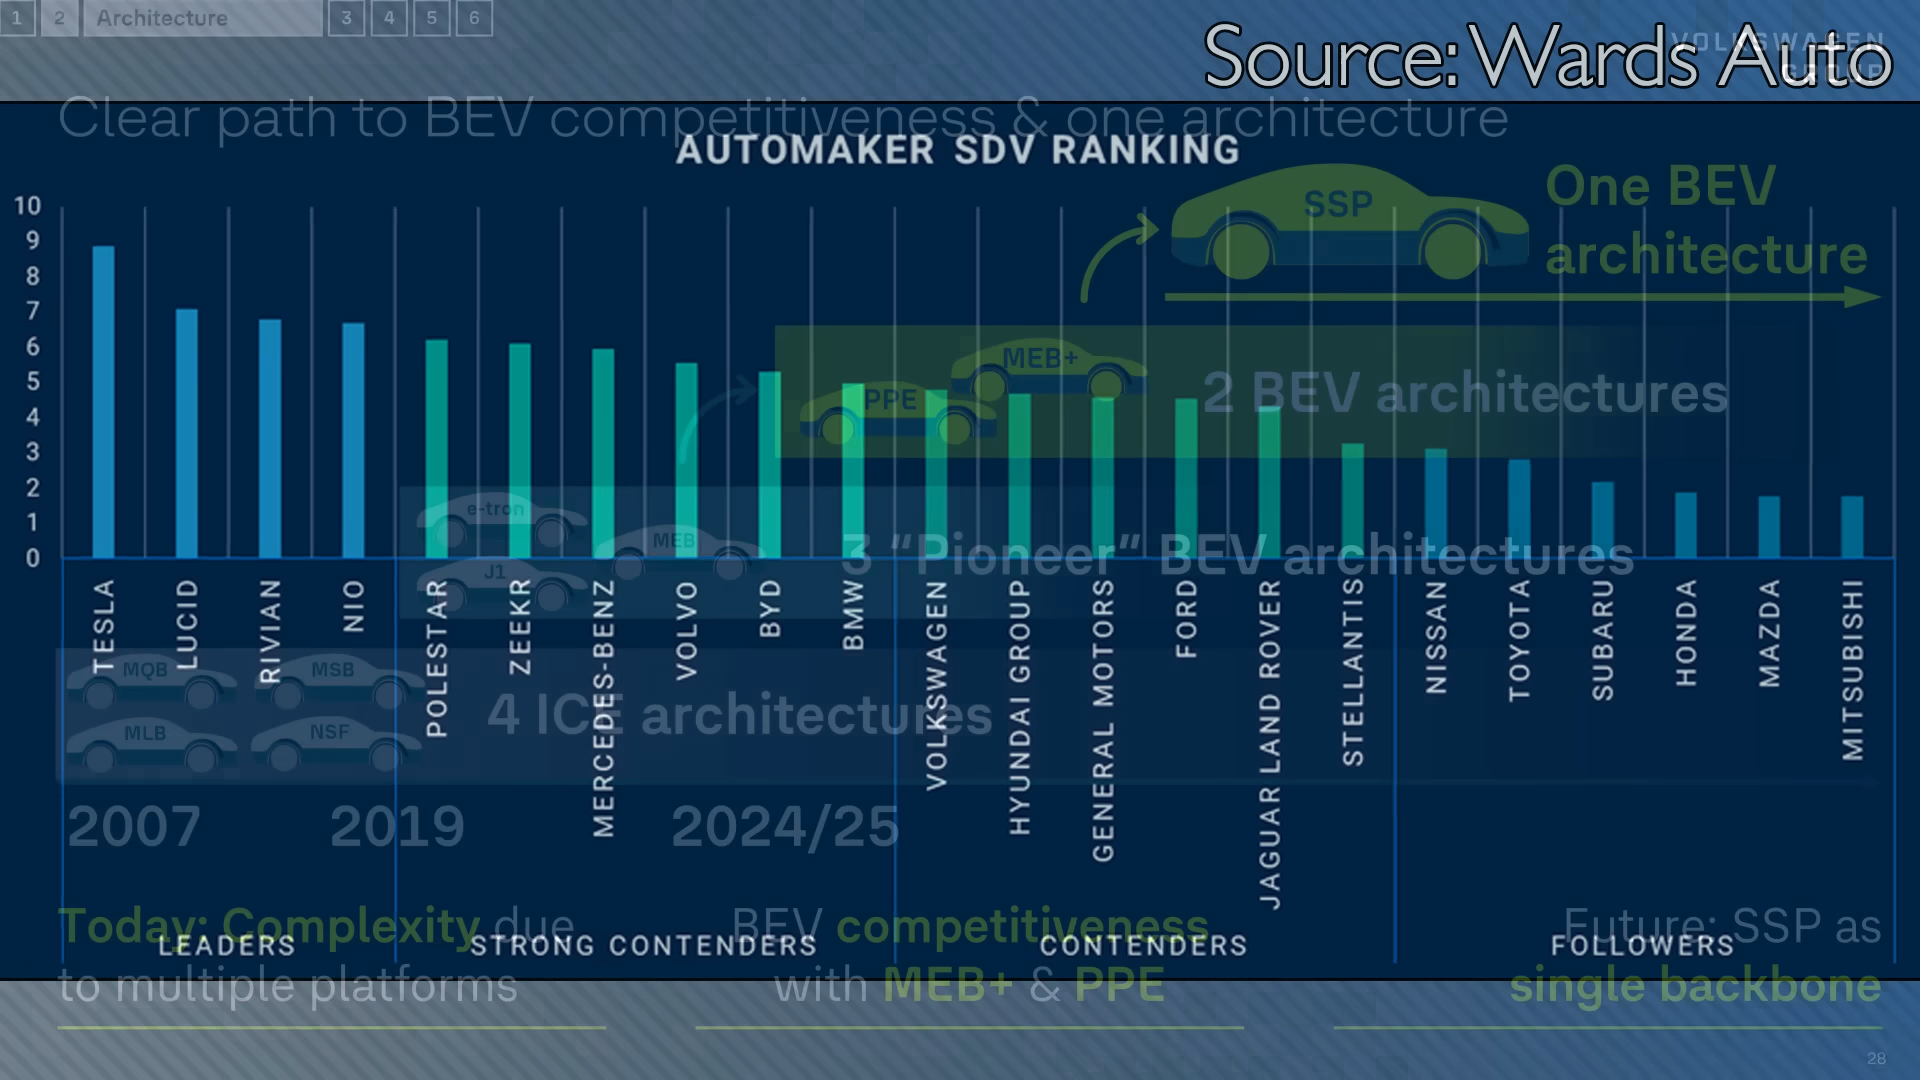 1 2 Architecture 3 4 5 6
VOLKSWAGEN
GROUP
Source: Wards Auto
Clear path to BEV competitiveness & one architecture
AUTOMAKER SDV RANKING
SSP
One BEV
architecture
10
9
8
7
6
5
4
3
2
1
0
MEB+
PPE
2 BEV architectures
e-tron
MEB
J1
3 “Pioneer” BEV architectures
TESLA
LUCID
RIVIAN
NIO
POLESTAR
ZEEKR
MERCEDES-BENZ
VOLVO
BYD
BMW
VOLKSWAGEN
HYUNDAI GROUP
GENERAL MOTORS
FORD
JAGUAR LAND ROVER
STELLANTIS
NISSAN
TOYOTA
SUBARU
HONDA
MAZDA
MITSUBISHI
MQB
MSB
MLB
NSF
4 ICE architectures
2007
2019
2024/25
LEADERS
STRONG CONTENDERS
CONTENDERS
FOLLOWERS
Today: Complexity due
to multiple platforms
BEV competitiveness
with MEB+ & PPE
Future: SSP as
single backbone
28